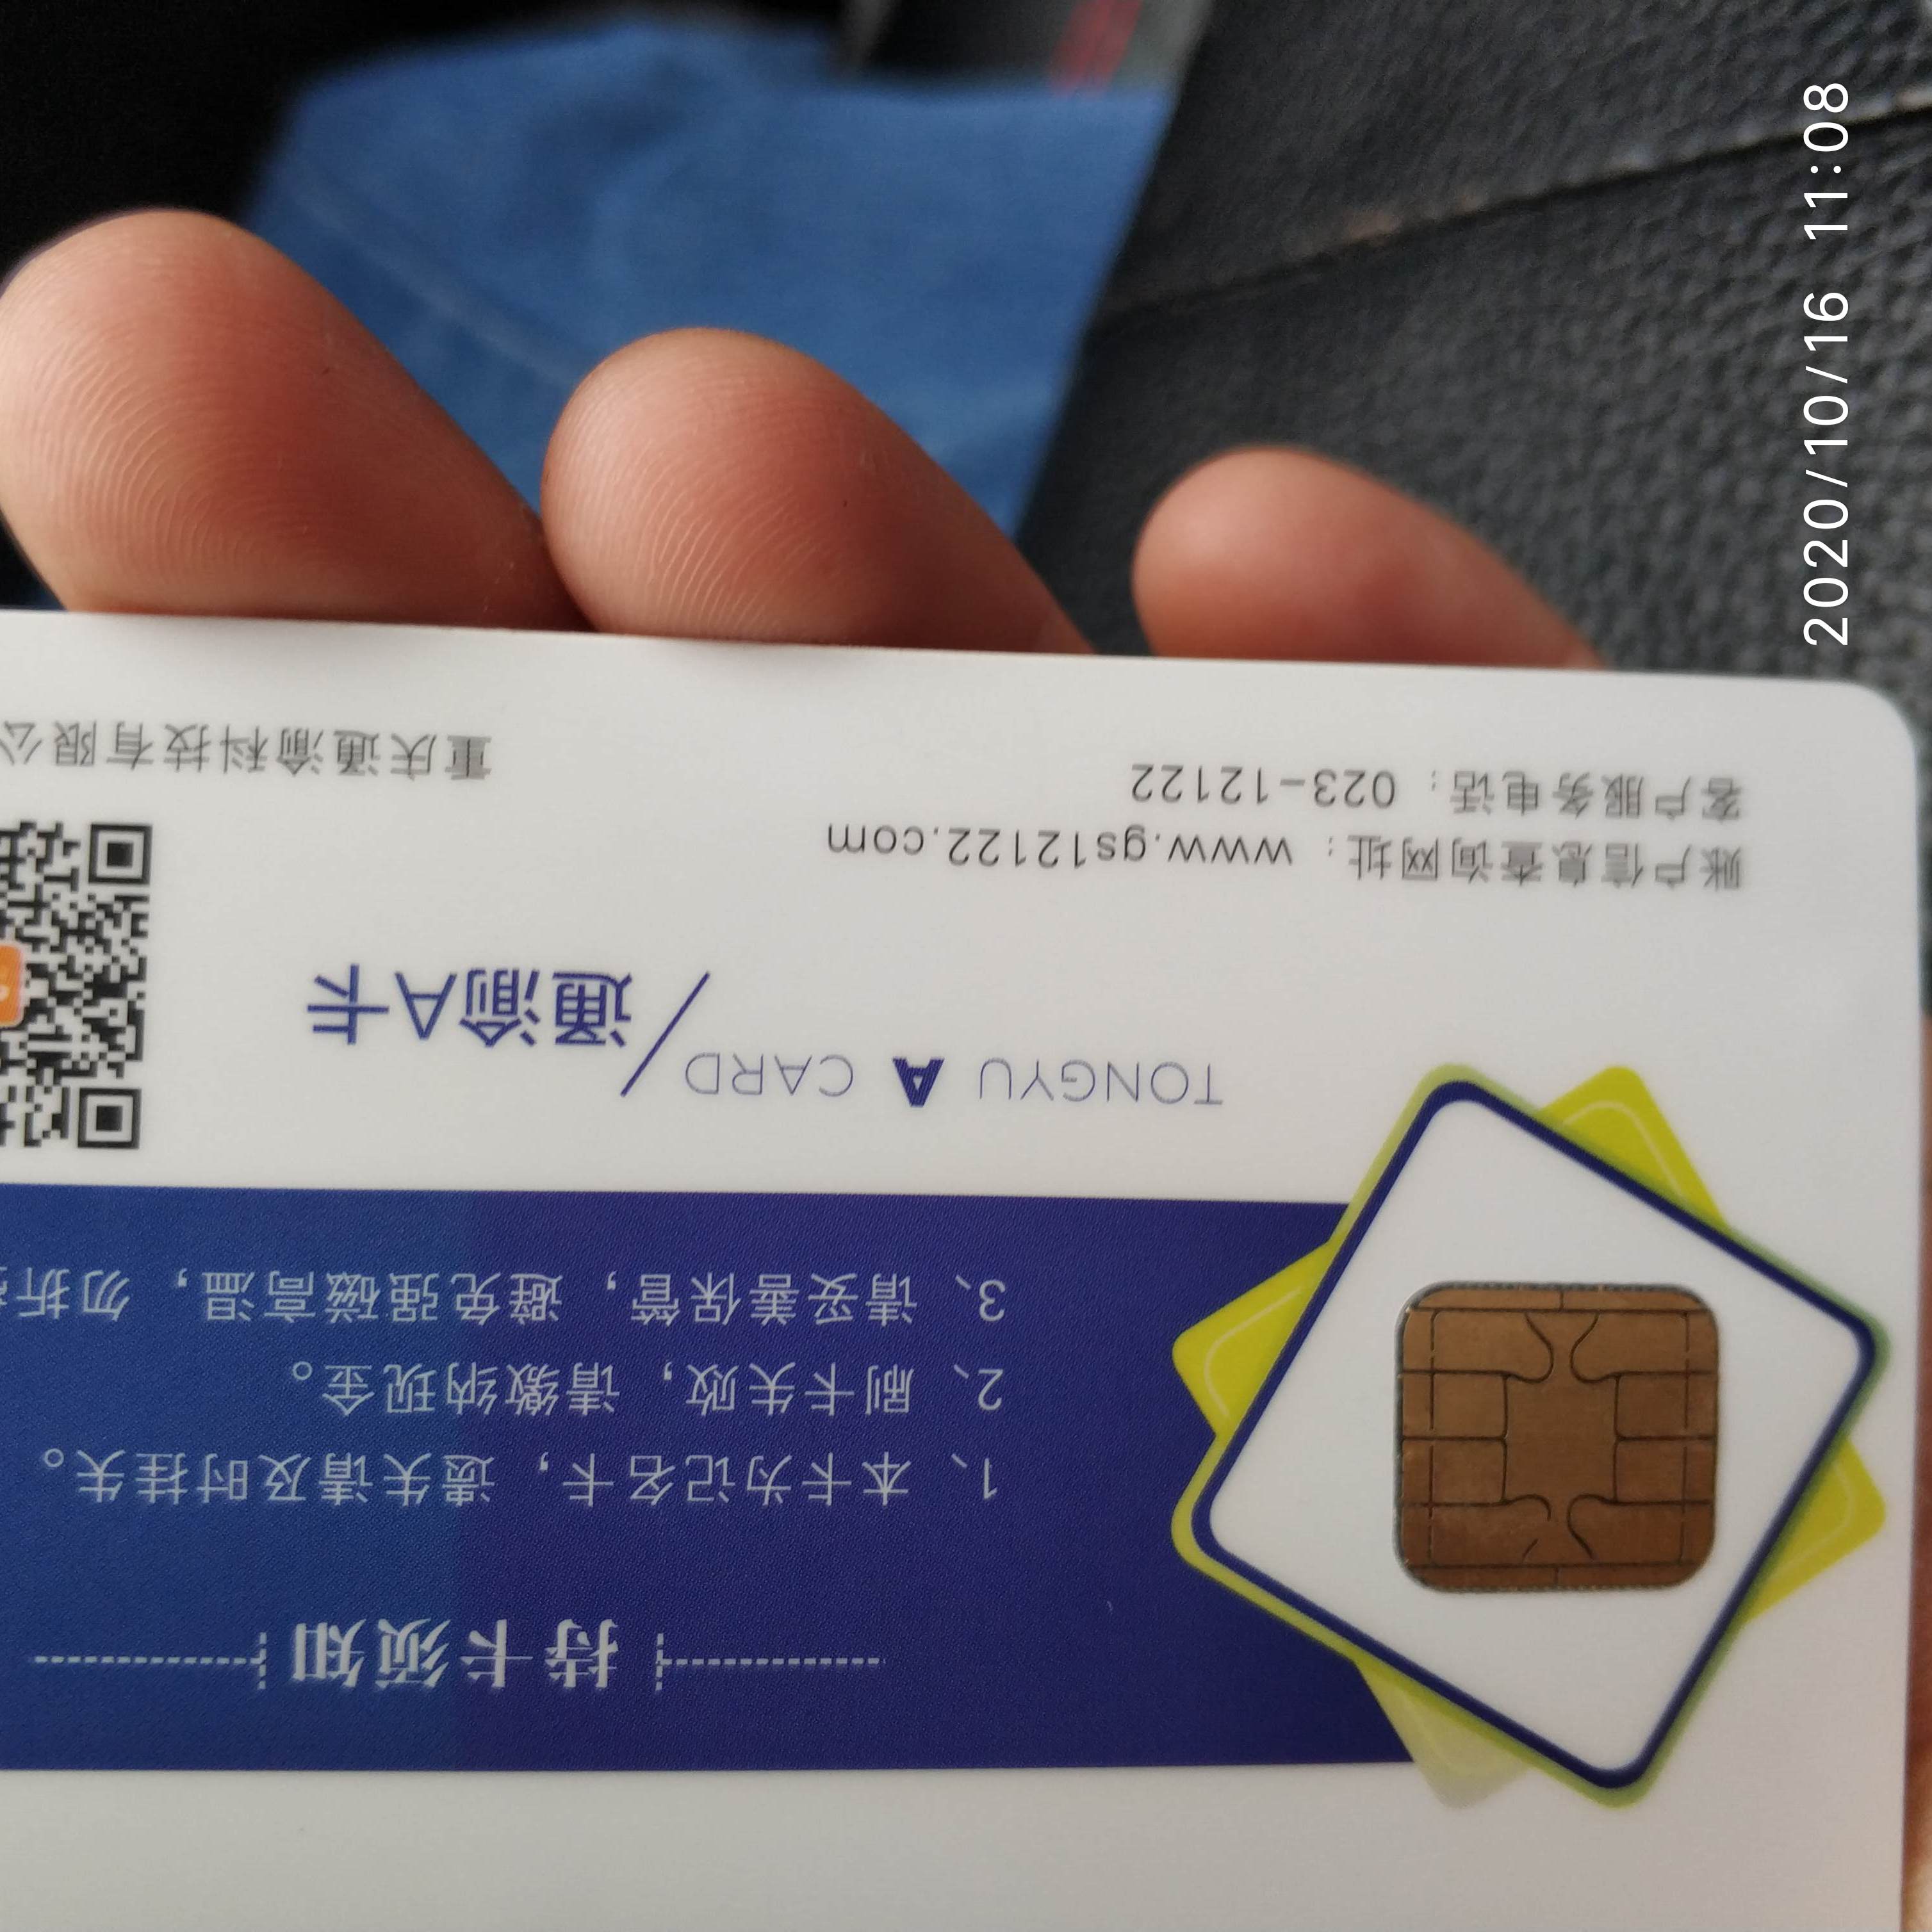 持卡须知
1、本卡为记名卡，遗失请及时挂失。
2、刷卡失败，请缴纳现金。
3、请妥善保管，避免强磁高温，勿折
TONGYU A CARD/通渝A卡
账户信息查询网址：www.gs12122.com
客户服务电话：023-12122
重庆通渝科技有限公
2020/10/16 11:08